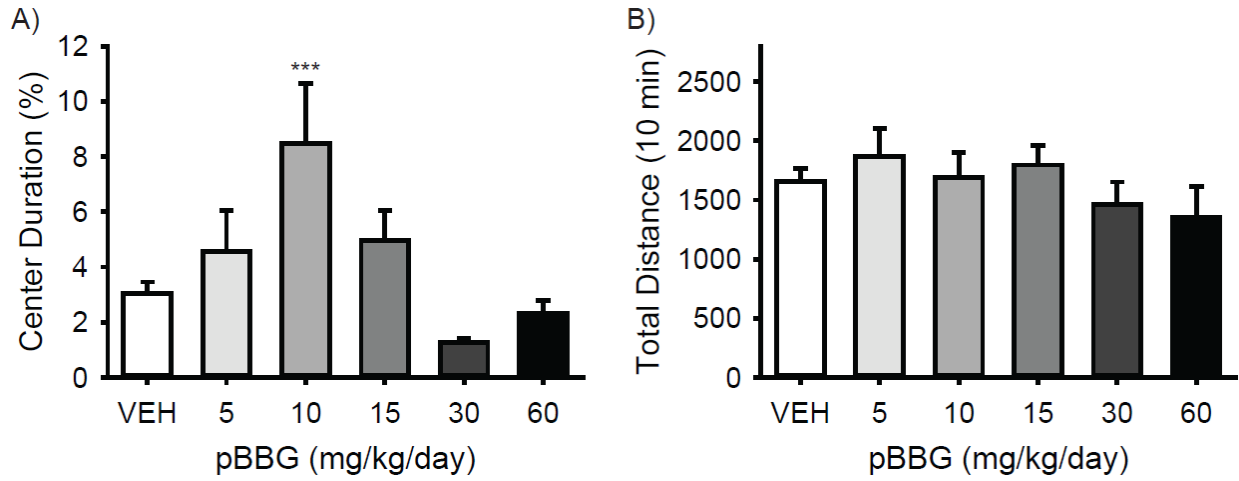 A)
Center Duration (%)
12
10
8
6
4
2
0
***
VEH 5 10 15 30 60
pBBG (mg/kg/day)
B)
Total Distance (10 min)
2500
2000
1500
1000
500
0
VEH 5 10 15 30 60
pBBG (mg/kg/day)